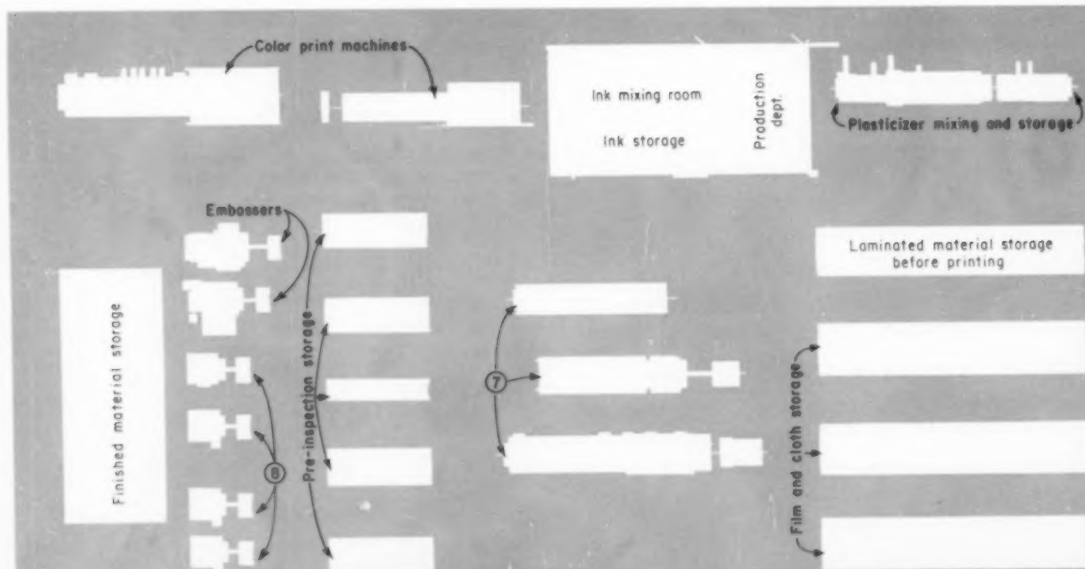 Color print machines
Ink mixing room
Ink storage
Production
dept.
Plasticizer mixing and storage
Embossers
Laminated material storage
before printing
Finished material storage
Pre-inspection storage
7
8
Film and cloth storage